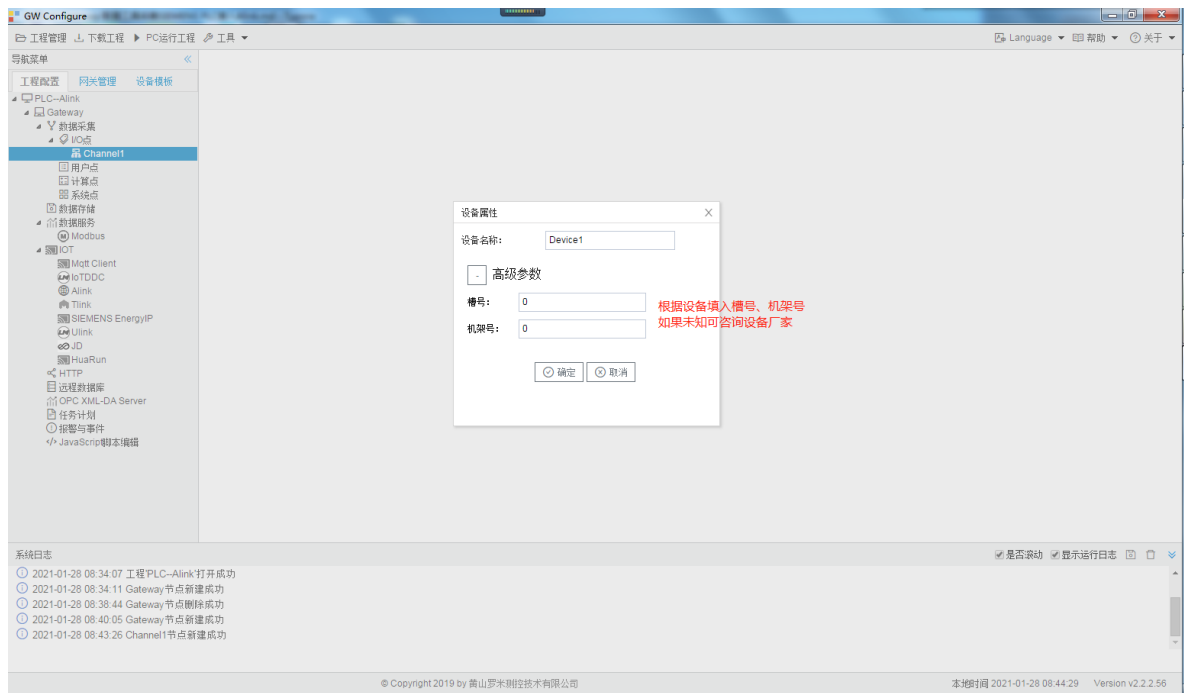 GW Configure
工程管理 下载工程 PC运行工程 工具 Language 帮助 关于
导航菜单
工程配置 网关管理 设备模板
PLC--Alink
Gateway
数据采集
I/O点
Channel1
用户点
计算点
系统点
数据存储
数据服务
Modbus
IOT
Mqtt Client
IoTDDC
Alink
Tlink
SIEMENS EnergyIP
Ulink
JD
HuaRun
HTTP
远程数据库
OPC XML-DA Server
任务计划
报警与事件
JavaScript脚本编辑
设备属性 X
设备名称: Device1
- 高级参数
槽号: 0
机架号: 0
根据设备填入槽号、机架号
如果未知可咨询设备厂家
确定 取消
系统日志 是否滚动 显示运行日志
2021-01-28 08:34:07 工程'PLC--Alink'打开成功
2021-01-28 08:34:11 Gateway节点新建成功
2021-01-28 08:38:44 Gateway节点删除成功
2021-01-28 08:40:05 Gateway节点新建成功
2021-01-28 08:43:26 Channel1节点新建成功
© Copyright 2019 by 黄山罗米测控技术有限公司 本地时间 2021-01-28 08:44:29 Version v2.2.2.56